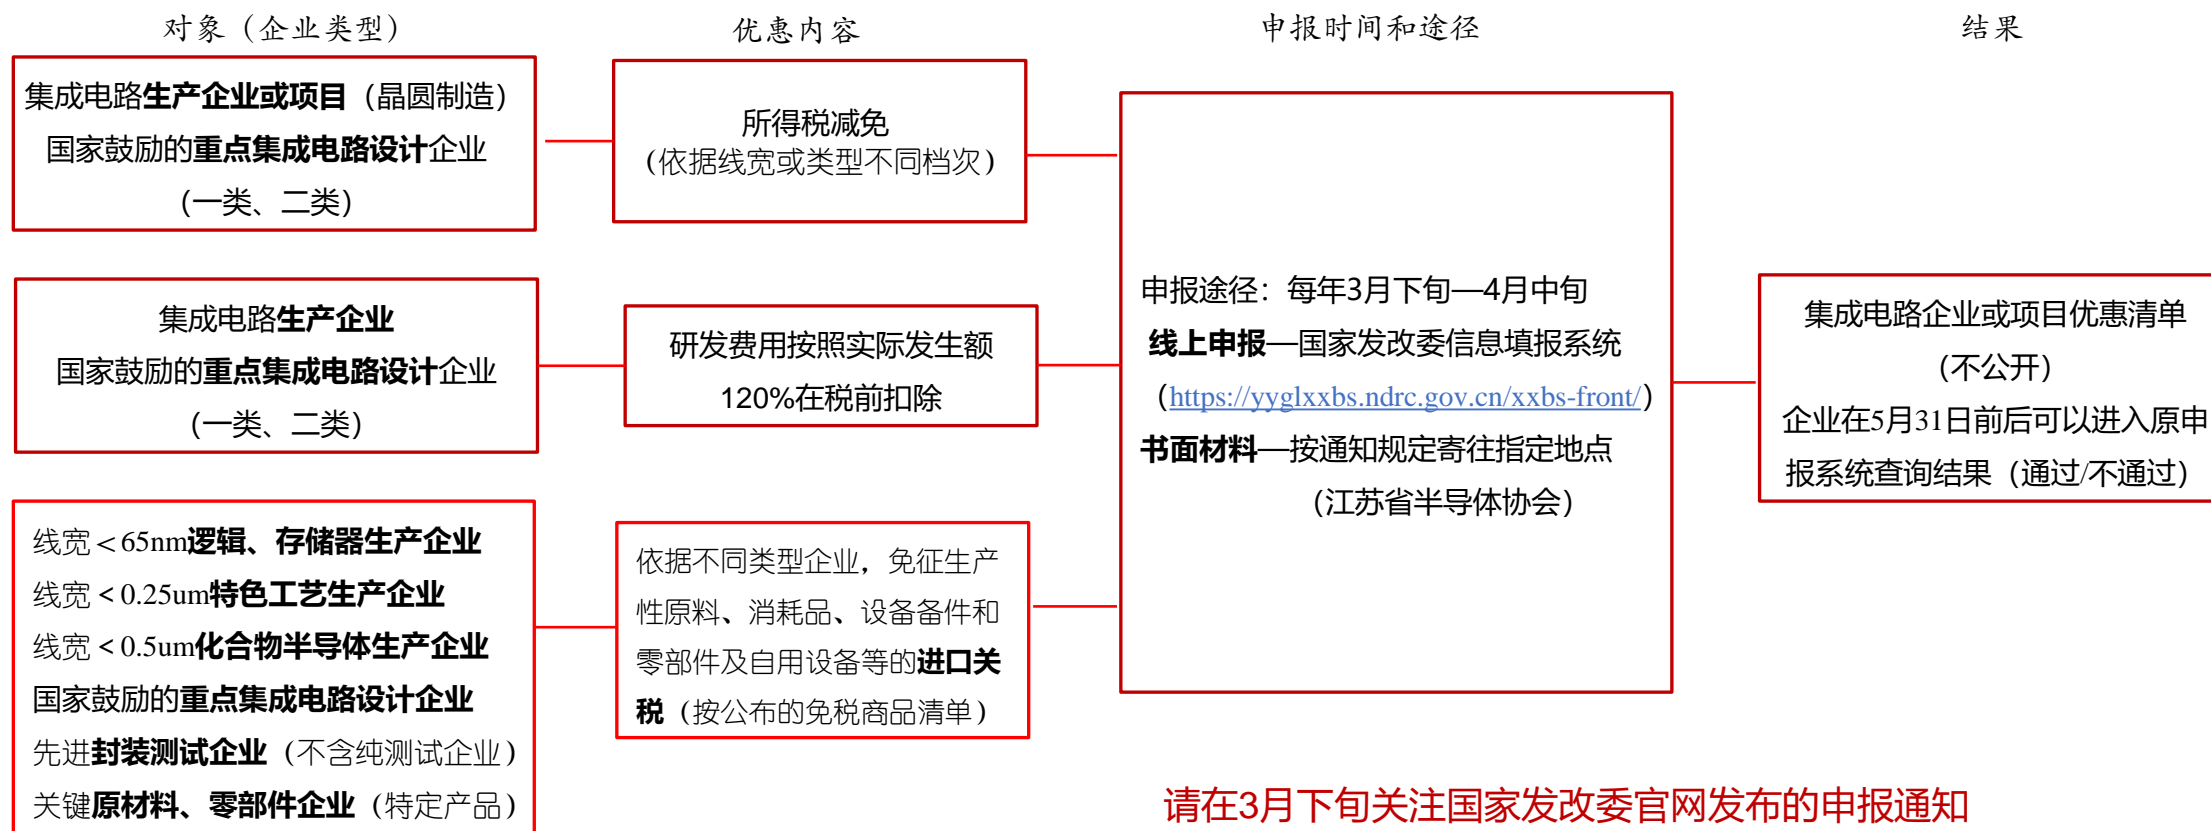 对象（企业类型）
优惠内容
申报时间和途径
结果
集成电路生产企业或项目（晶圆制造）
国家鼓励的重点集成电路设计企业
（一类、二类）
所得税减免
（依据线宽或类型不同档次）
集成电路生产企业
国家鼓励的重点集成电路设计企业
（一类、二类）
研发费用按照实际发生额
120%在税前扣除
线宽＜65nm逻辑、存储器生产企业
线宽＜0.25um特色工艺生产企业
线宽＜0.5um化合物半导体生产企业
国家鼓励的重点集成电路设计企业
先进封装测试企业（不含纯测试企业）
关键原材料、零部件企业（特定产品）
依据不同类型企业，免征生产
性原料、消耗品、设备备件和
零部件及自用设备等的进口关
税（按公布的免税商品清单）
申报途径：每年3月下旬—4月中旬
线上申报—国家发改委信息填报系统
（https://yyglxxbs.ndrc.gov.cn/xxbs-front/）
书面材料—按通知规定寄往指定地点
（江苏省半导体协会）
集成电路企业或项目优惠清单
（不公开）
企业在5月31日前后可以进入原申
报系统查询结果（通过/不通过）
请在3月下旬关注国家发改委官网发布的申报通知